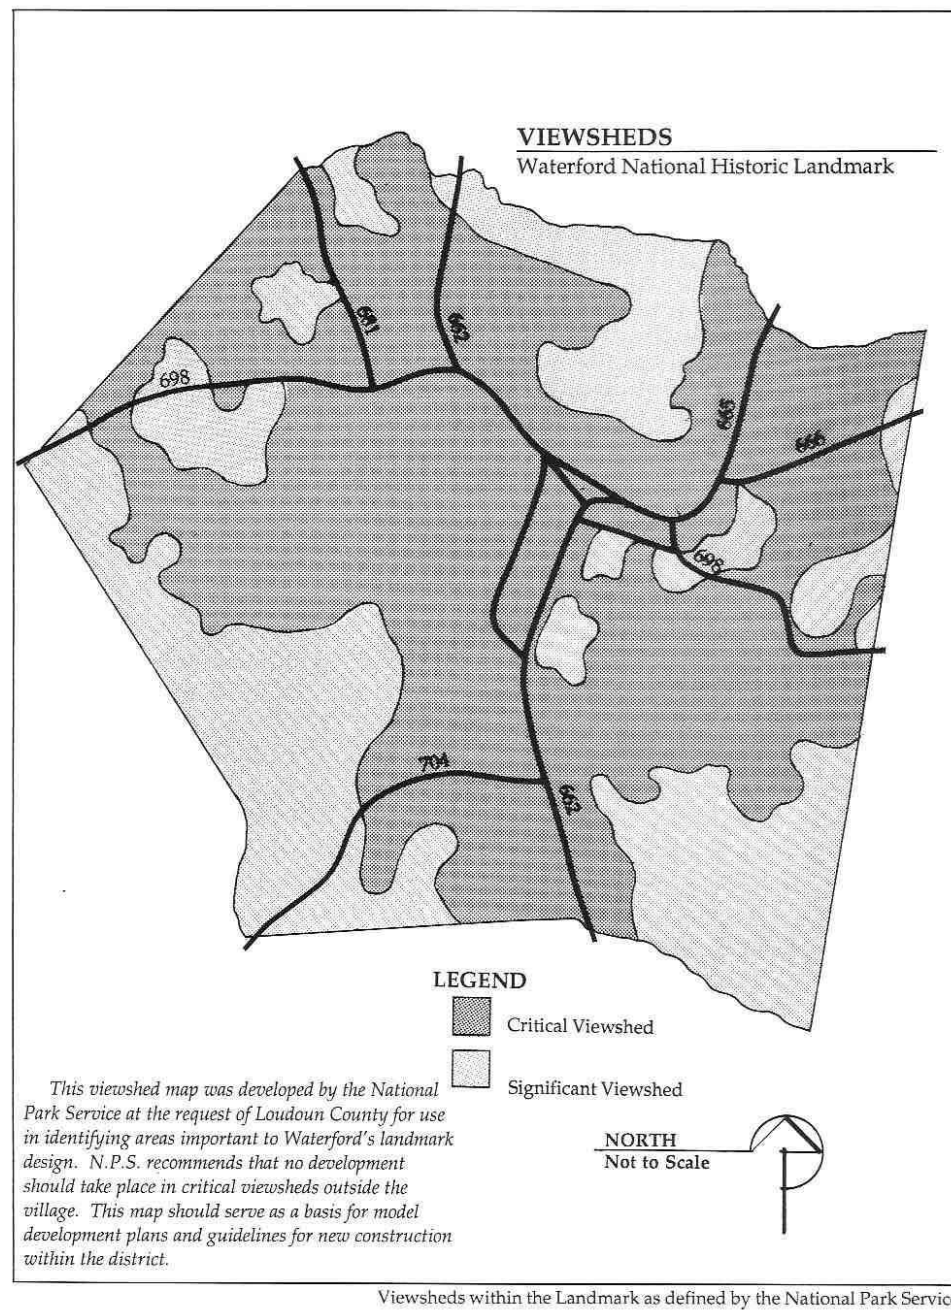 VIEWSHEDS
Waterford National Historic Landmark
681
662
698
665
666
698
704
662
LEGEND
Critical Viewshed
Significant Viewshed
This viewshed map was developed by the National
Park Service at the request of Loudoun County for use
in identifying areas important to Waterford's landmark
design. N.P.S. recommends that no development
should take place in critical viewsheds outside the
village. This map should serve as a basis for model
development plans and guidelines for new construction
within the district.
NORTH
Not to Scale
Viewsheds within the Landmark as defined by the National Park Servic